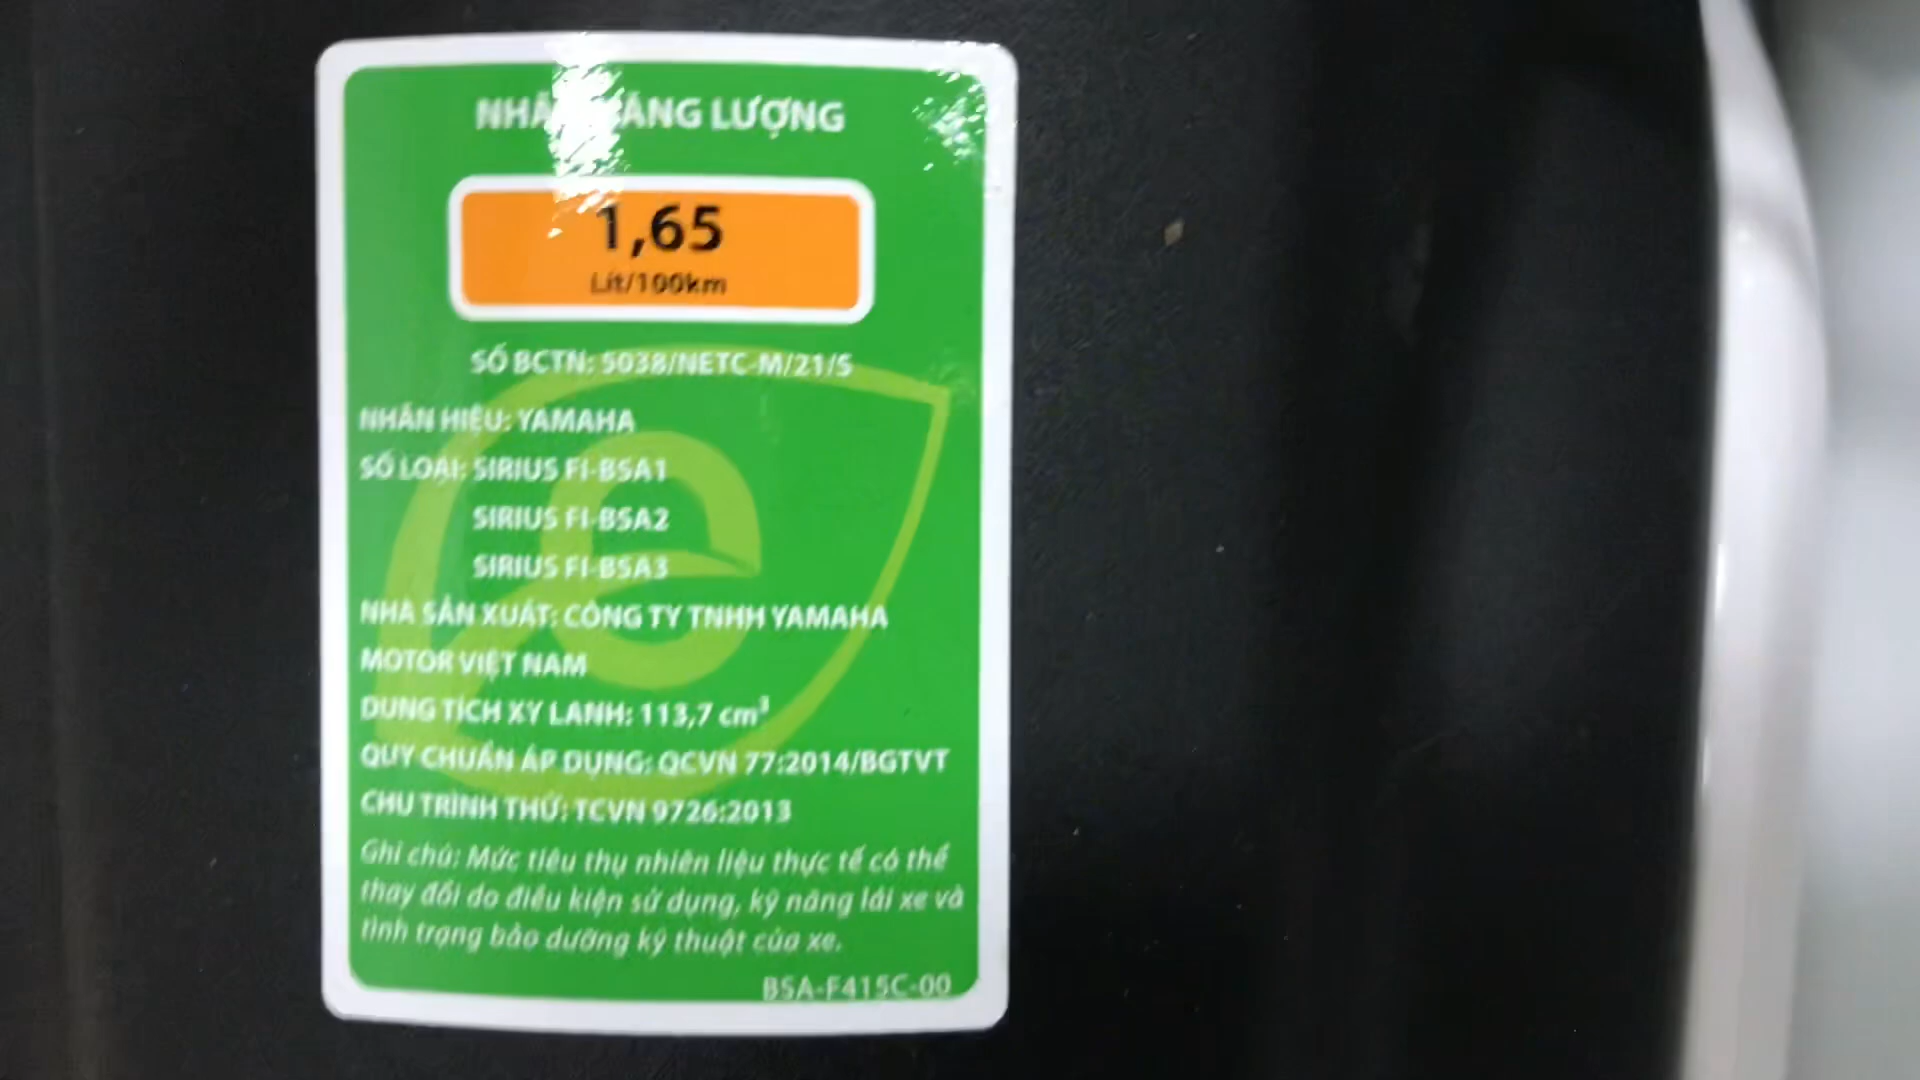 NHÃN NĂNG LƯỢNG
1,65
Lít/100km
SỐ BCTN: 5038/NETC-M/21/S
NHÃN HIỆU: YAMAHA
SỐ LOẠI: SIRIUS FI-BSA1
SIRIUS FI-BSA2
SIRIUS FI-BSA3
NHÀ SẢN XUẤT: CÔNG TY TNHH YAMAHA
MOTOR VIỆT NAM
DUNG TÍCH XY LANH: 113,7 cm³
QUY CHUẨN ÁP DỤNG: QCVN 77:2014/BGTVT
CHU TRÌNH THỬ: TCVN 9726:2013
Ghi chú: Mức tiêu thụ nhiên liệu thực tế có thể
thay đổi do điều kiện sử dụng, kỹ năng lái xe và
tình trạng bảo dưỡng kỹ thuật của xe.
BSA-F415C-00